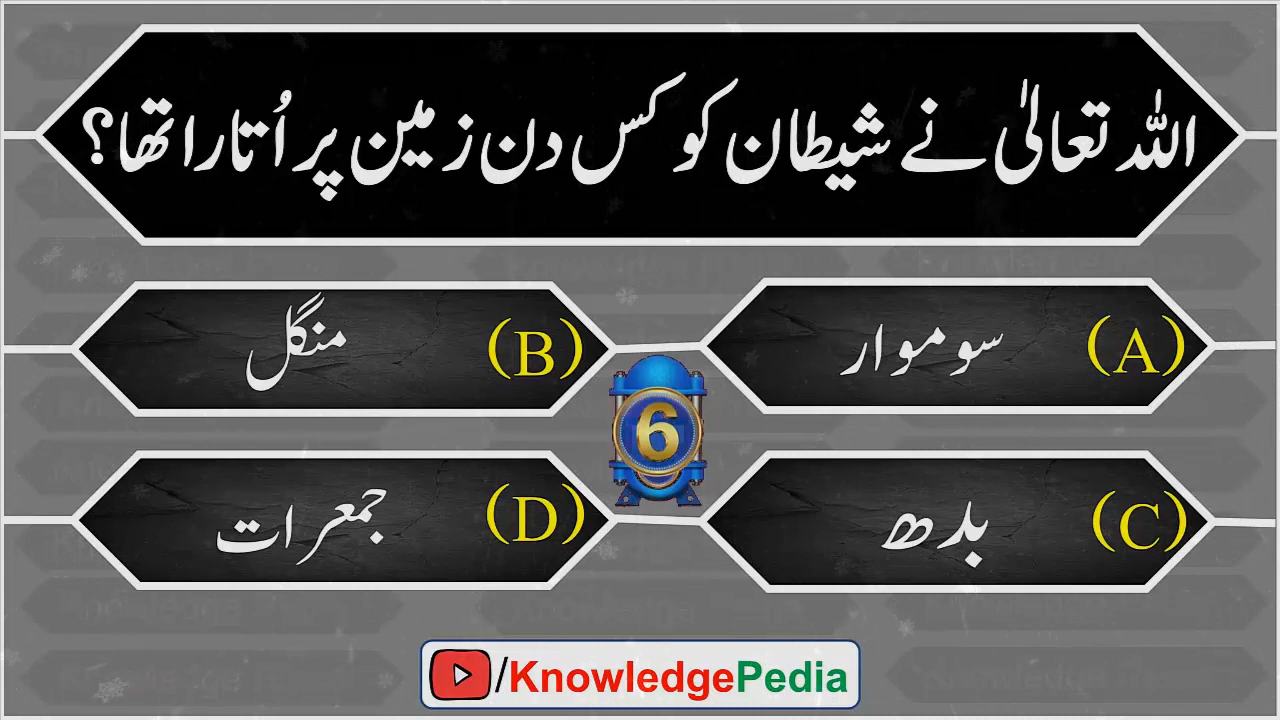 اللہ تعالیٰ نے شیطان کو کس دن زمین پر اُتارا تھا؟
(A) سوموار
(B) منگل
6
(C) بدھ
(D) جمعرات
/KnowledgePedia